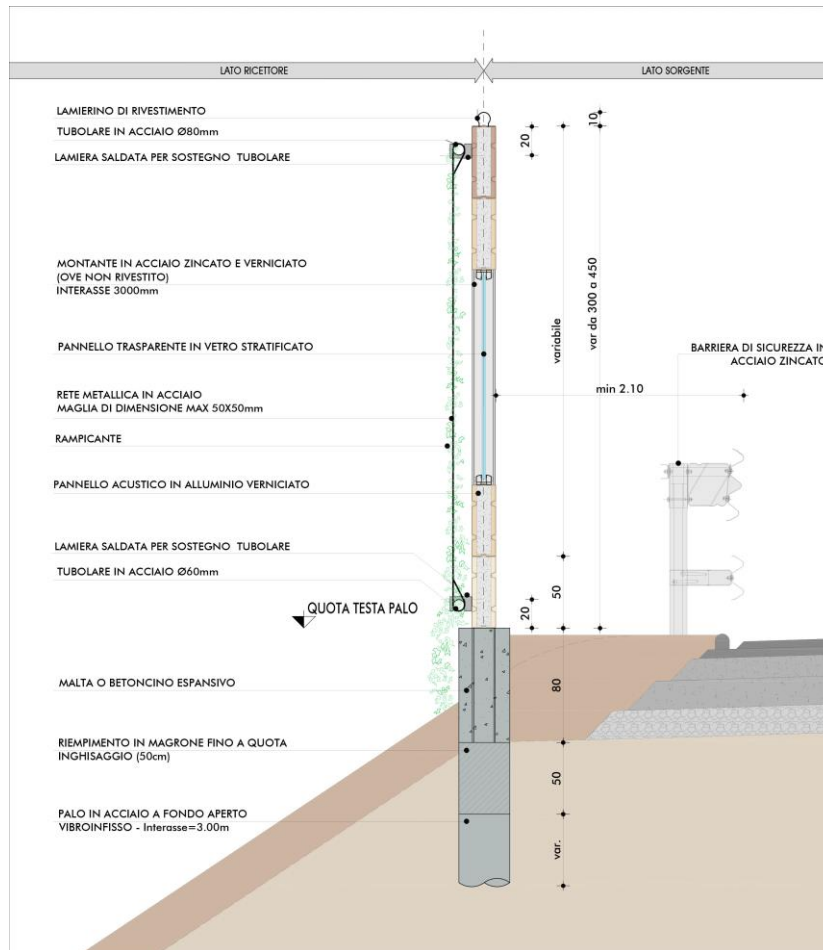 LATO RICETTORE
LATO SORGENTE
LAMIERINO DI RIVESTIMENTO
TUBOLARE IN ACCIAIO Ø80mm
LAMIERA SALDATA PER SOSTEGNO TUBOLARE
MONTANTE IN ACCIAIO ZINCATO E VERNICIATO
(OVE NON RIVESTITO)
INTERASSE 3000mm
PANNELLO TRASPARENTE IN VETRO STRATIFICATO
RETE METALLICA IN ACCIAIO
MAGLIA DI DIMENSIONE MAX 50X50mm
RAMPICANTE
PANNELLO ACUSTICO IN ALLUMINIO VERNICIATO
LAMIERA SALDATA PER SOSTEGNO TUBOLARE
TUBOLARE IN ACCIAIO Ø60mm
QUOTA TESTA PALO
MALTA O BETONCINO ESPANSIVO
RIEMPIMENTO IN MAGRONE FINO A QUOTA
INGHISAGGIO (50cm)
PALO IN ACCIAIO A FONDO APERTO
VIBROINFISSO - Interasse=3.00m
20
10
variabile
var da 300 a 450
min 2.10
BARRIERA DI SICUREZZA IN
ACCIAIO ZINCATO
50
20
80
50
var.